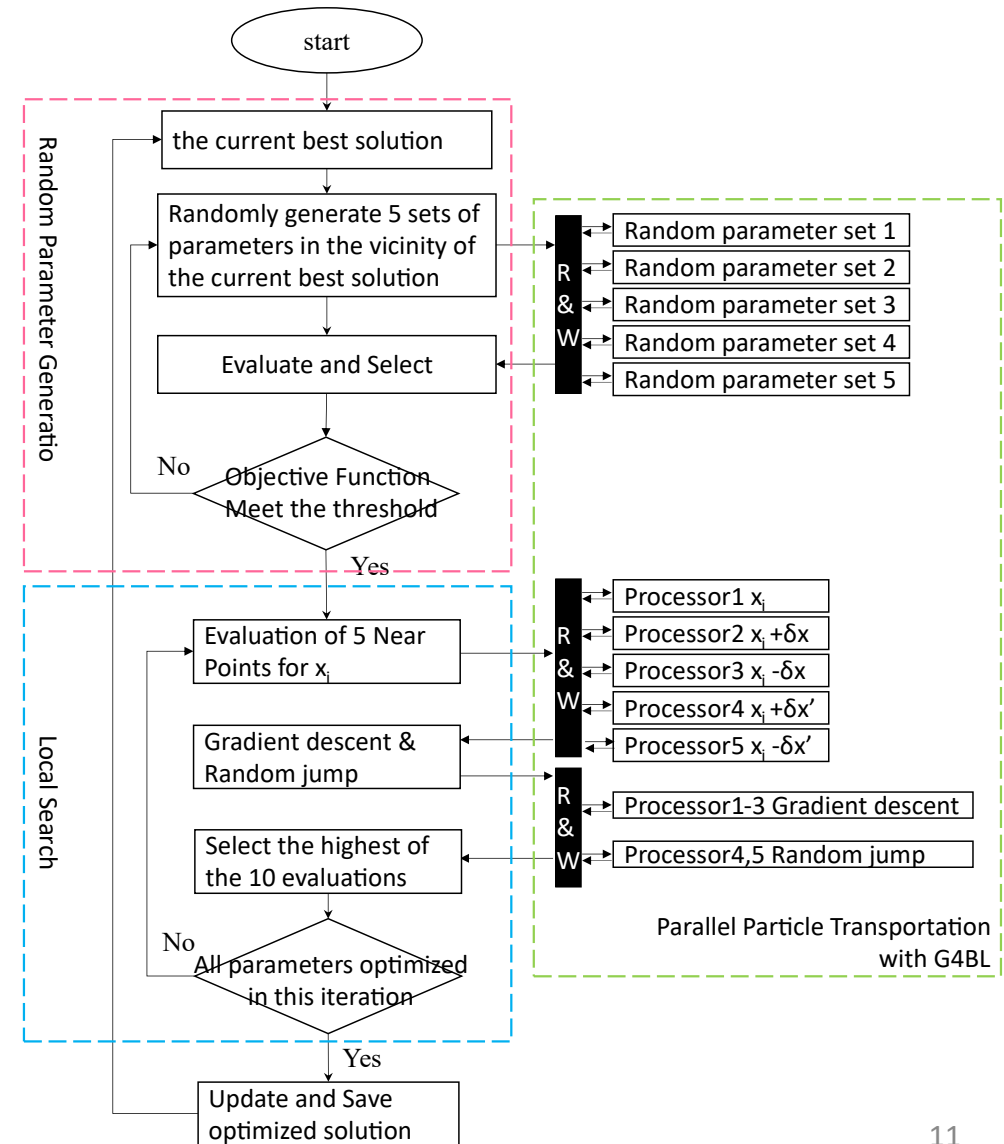 start
Random Parameter Generatio
the current best solution
Randomly generate 5 sets of
parameters in the vicinity of
the current best solution
Evaluate and Select
No
Objective Function
Meet the threshold
Yes
R
&
W
Random parameter set 1
Random parameter set 2
Random parameter set 3
Random parameter set 4
Random parameter set 5
Local Search
Evaluation of 5 Near
Points for xᵢ
Gradient descent &
Random jump
Select the highest of
the 10 evaluations
No
All parameters optimized
in this iteration
Yes
Update and Save
optimized solution
R
&
W
Processor1 xᵢ
Processor2 xᵢ +δx
Processor3 xᵢ -δx
Processor4 xᵢ +δx’
Processor5 xᵢ -δx’
R
&
W
Processor1-3 Gradient descent
Processor4,5 Random jump
Parallel Particle Transportation
with G4BL
11